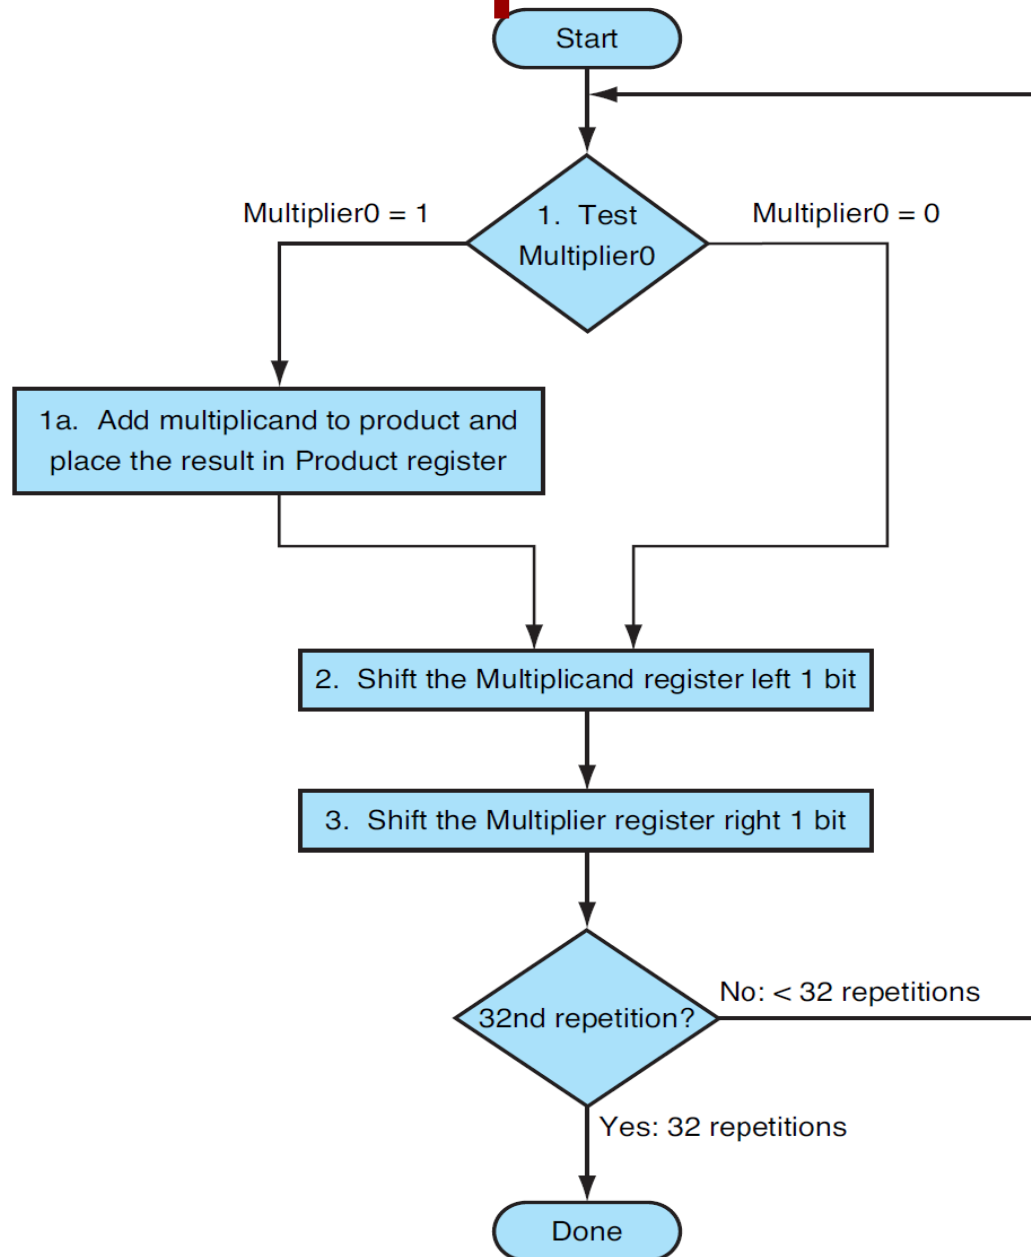 Start
Multiplier0 = 1
1. Test
Multiplier0
Multiplier0 = 0
1a. Add multiplicand to product and
place the result in Product register
2. Shift the Multiplicand register left 1 bit
3. Shift the Multiplier register right 1 bit
32nd repetition?
No: < 32 repetitions
Yes: 32 repetitions
Done